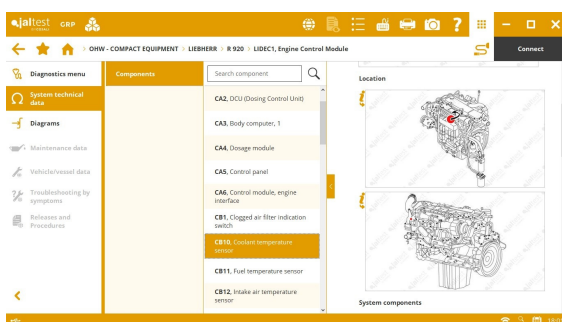 jaltest GRP
OHW - COMPACT EQUIPMENT > LIEBHERR > R 920 > LIDEC1, Engine Control Module
Connect
Diagnostics menu
System technical
data
Diagrams
Maintenance data
Vehicle/vessel data
Troubleshooting by
symptoms
Releases and
Procedures
Components
Search component
CA2, DCU (Dosing Control Unit)
CA3, Body computer, 1
CA4, Dosage module
CA5, Control panel
CA6, Control module, engine
interface
CB1, Clogged air filter indication
switch
CB10, Coolant temperature
sensor
CB11, Fuel temperature sensor
CB12, Intake air temperature
sensor
Location
System components